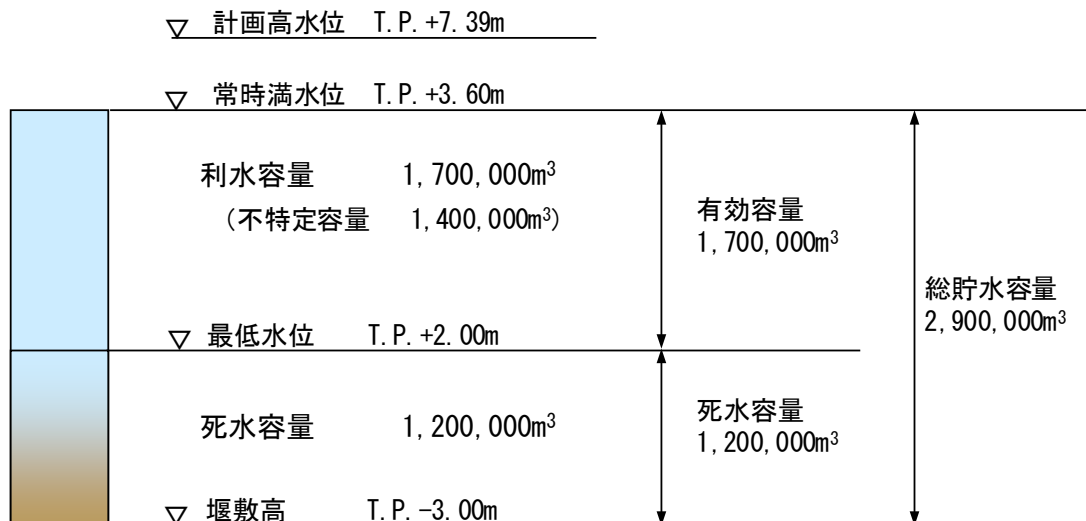 ▽ 計画高水位 T.P.+7.39m
▽ 常時満水位 T.P.+3.60m
利水容量 1,700,000m³
（不特定容量 1,400,000m³）
有効容量
1,700,000m³
総貯水容量
2,900,000m³
▽ 最低水位 T.P.+2.00m
死水容量 1,200,000m³
死水容量
1,200,000m³
▽ 堰敷高 T.P.-3.00m